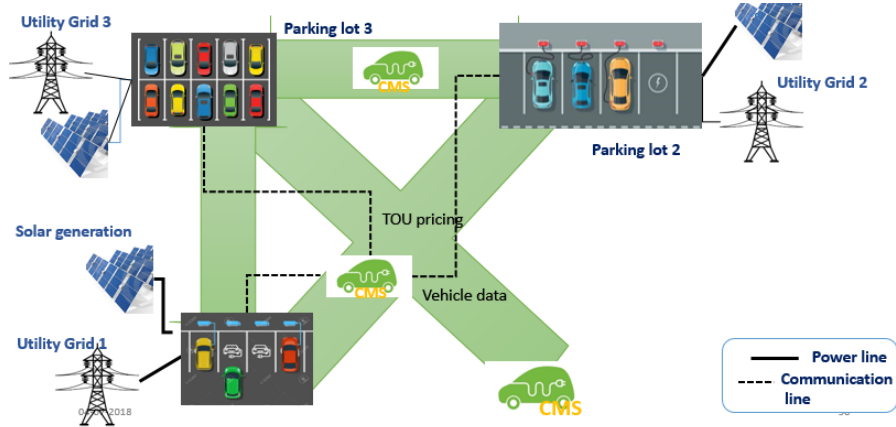 Utility Grid 3
Parking lot 3
CMS
Utility Grid 2
Parking lot 2
TOU pricing
Solar generation
CMS
Vehicle data
Utility Grid 1
Power line
Communication
line
CMS
2018